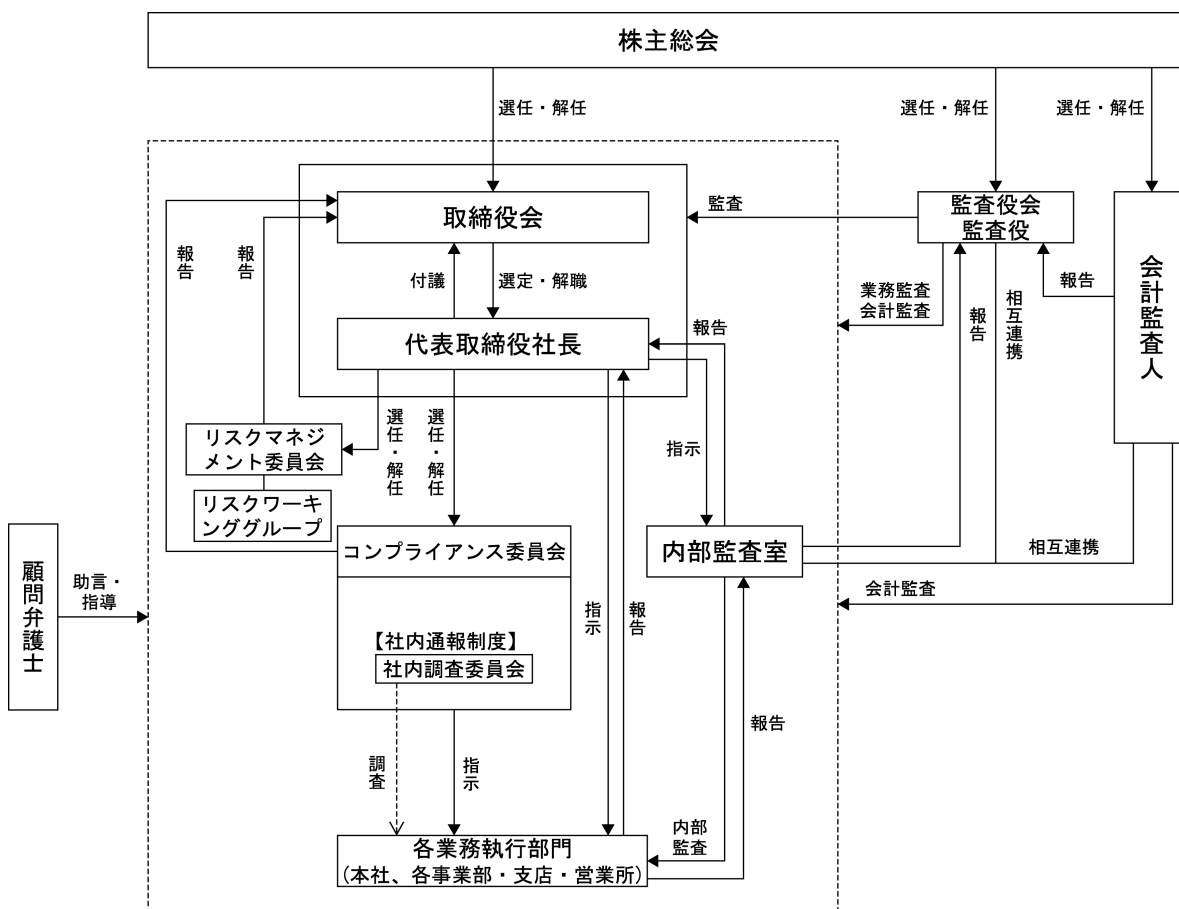 株主総会
選任・解任
選任・解任
選任・解任
取締役会
監査
監査役会
監査役
会計監査人
報告
報告
付議
選定・解職
業務監査
会計監査
報告
相互連携
報告
代表取締役社長
報告
リスクマネジ
メント委員会
選任・解任
選任・解任
指示
リスクワーキ
ンググループ
コンプライアンス委員会
内部監査室
相互連携
顧問弁護士
助言・
指導
会計監査
指示
報告
【社内通報制度】
社内調査委員会
調査
指示
報告
内部
監査
各業務執行部門
(本社、各事業部・支店・営業所)